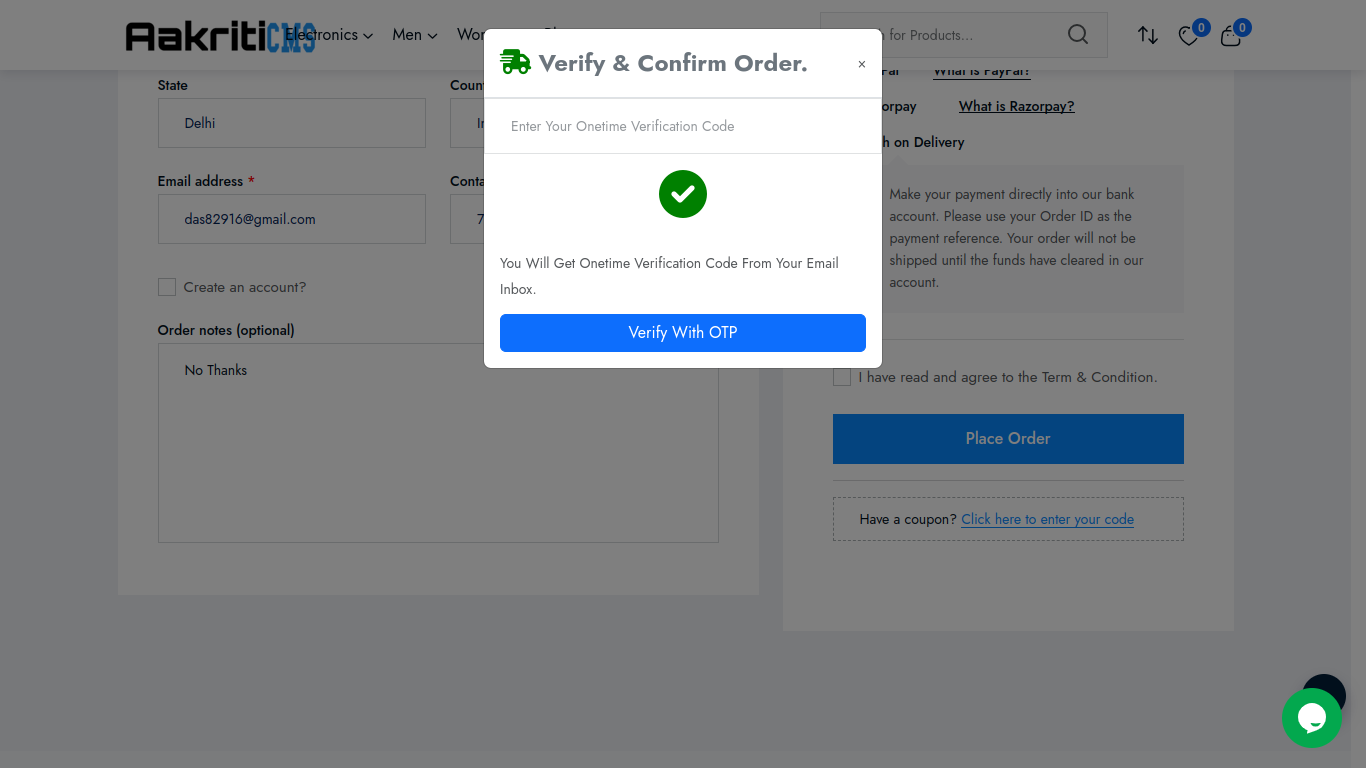 AakritiCMS
Electronics
Men
for Products...
0
0
Verify & Confirm Order.
×
Enter Your Onetime Verification Code
You Will Get Onetime Verification Code From Your Email
Inbox.
Verify With OTP
State
Delhi
Email address *
das82916@gmail.com
7
Create an account?
Order notes (optional)
No Thanks
What is PayPal?
What is Razorpay?
on Delivery
Make your payment directly into our bank
account. Please use your Order ID as the
payment reference. Your order will not be
shipped until the funds have cleared in our
account.
I have read and agree to the Term & Condition.
Place Order
Have a coupon? Click here to enter your code